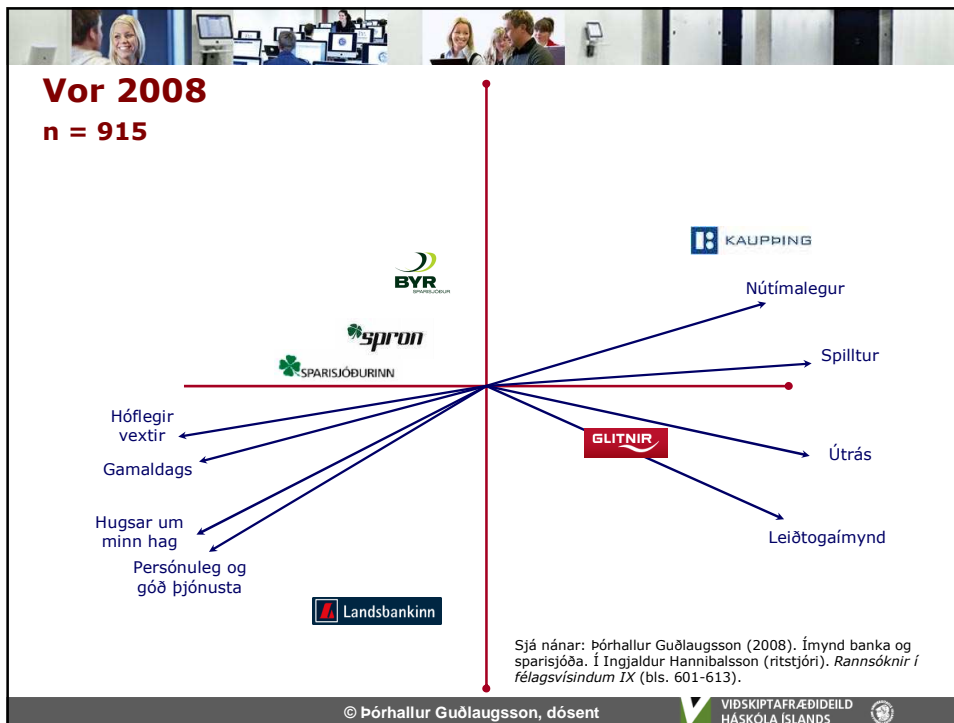 Vor 2008
n = 915
KAUPÞING
BYR
SPARISJÓÐUR
Nútímalegur
spron
Spilltur
SPARISJÓÐURINN
Hóflegir
vextir
GLITNIR
Gamaldags
Útrás
Hugsar um
minn hag
Leiðtogaímynd
Persónuleg og
góð þjónusta
Landsbankinn
Sjá nánar: Þórhallur Guðlaugsson (2008). Ímynd banka og
sparisjóða. Í Ingjaldur Hannibalsson (ritstjóri). Rannsóknir í
félagsvísindum IX (bls. 601-613).
© Þórhallur Guðlaugsson, dósent
VIÐSKIPTAFRÆÐIDEILD
HÁSKÓLA ÍSLANDS